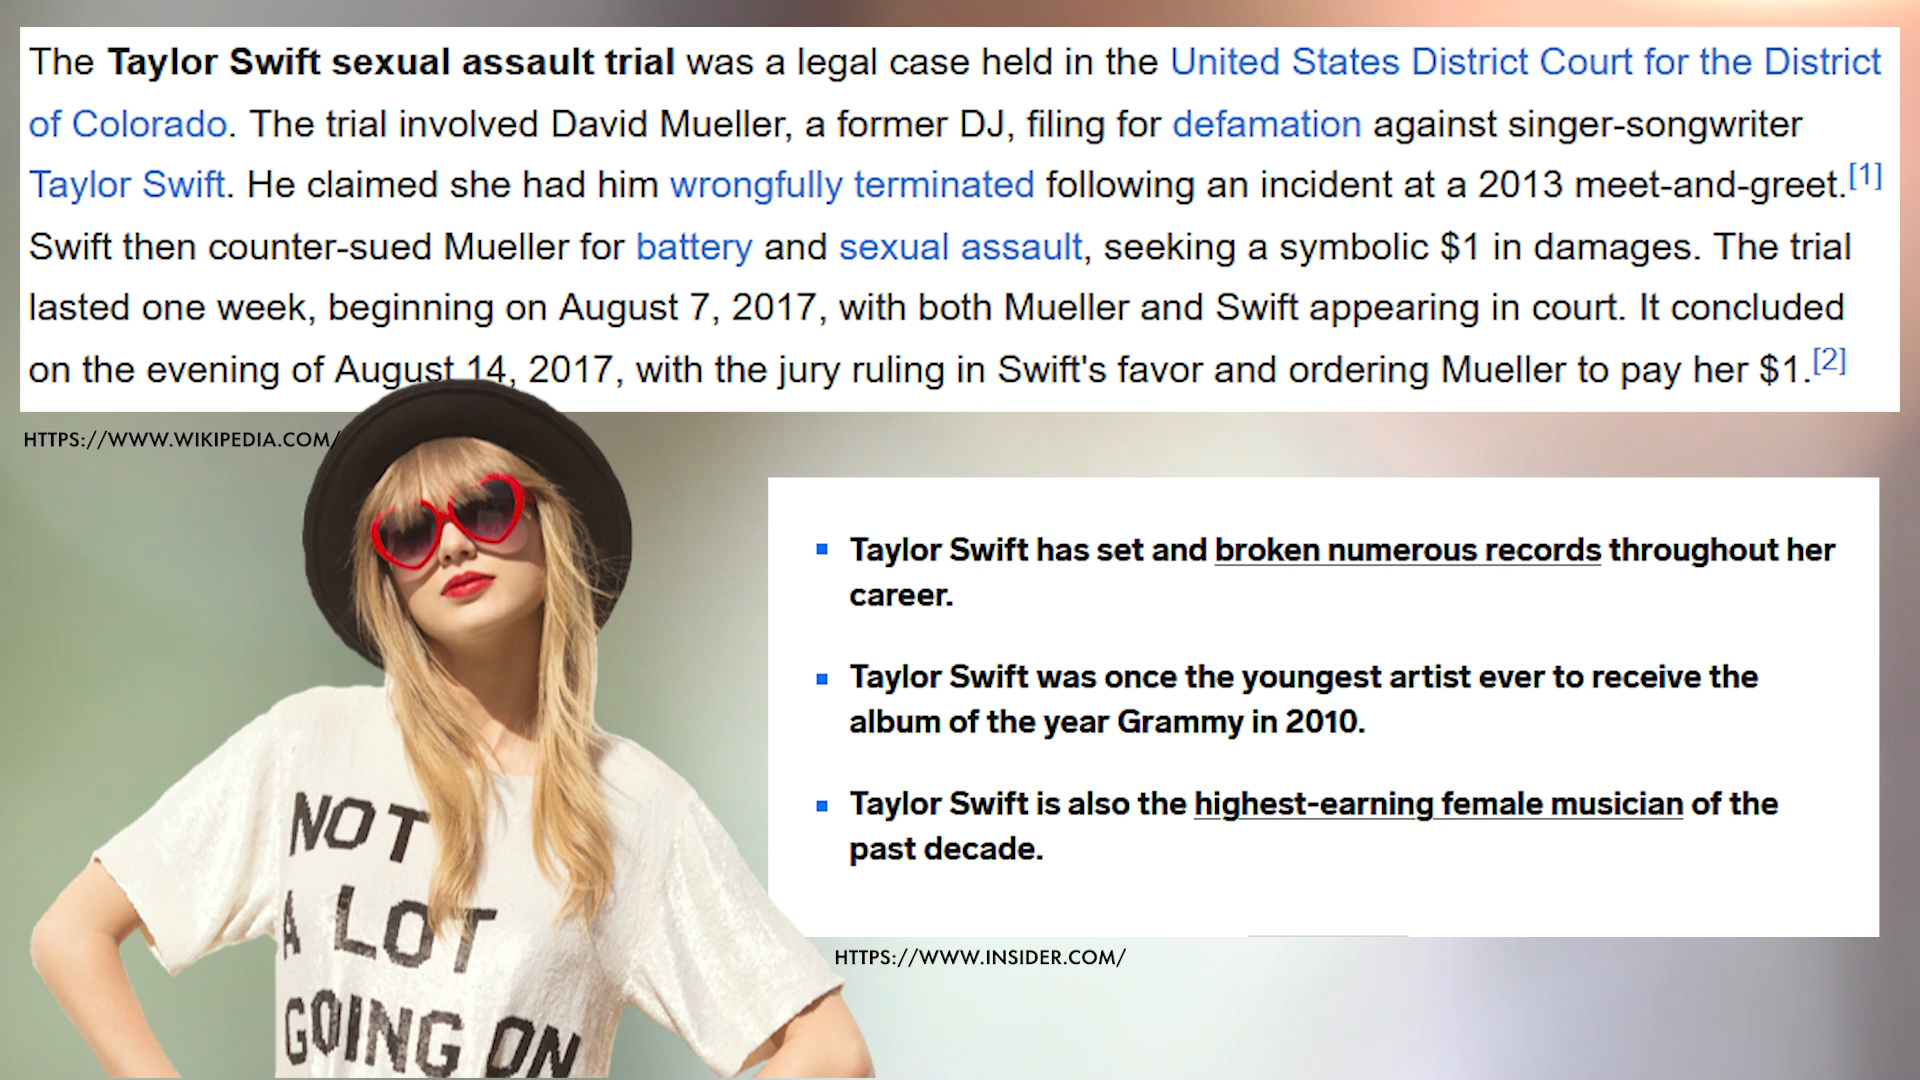 The Taylor Swift sexual assault trial was a legal case held in the United States District Court for the District
of Colorado. The trial involved David Mueller, a former DJ, filing for defamation against singer-songwriter
Taylor Swift. He claimed she had him wrongfully terminated following an incident at a 2013 meet-and-greet.[1]
Swift then counter-sued Mueller for battery and sexual assault, seeking a symbolic $1 in damages. The trial
lasted one week, beginning on August 7, 2017, with both Mueller and Swift appearing in court. It concluded
on the evening of August 14, 2017, with the jury ruling in Swift's favor and ordering Mueller to pay her $1.[2]
HTTPS://WWW.WIKIPEDIA.COM/
Taylor Swift has set and broken numerous records throughout her
career.
Taylor Swift was once the youngest artist ever to receive the
album of the year Grammy in 2010.
Taylor Swift is also the highest-earning female musician of the
past decade.
HTTPS://WWW.INSIDER.COM/
NOT
A LOT
GOING ON